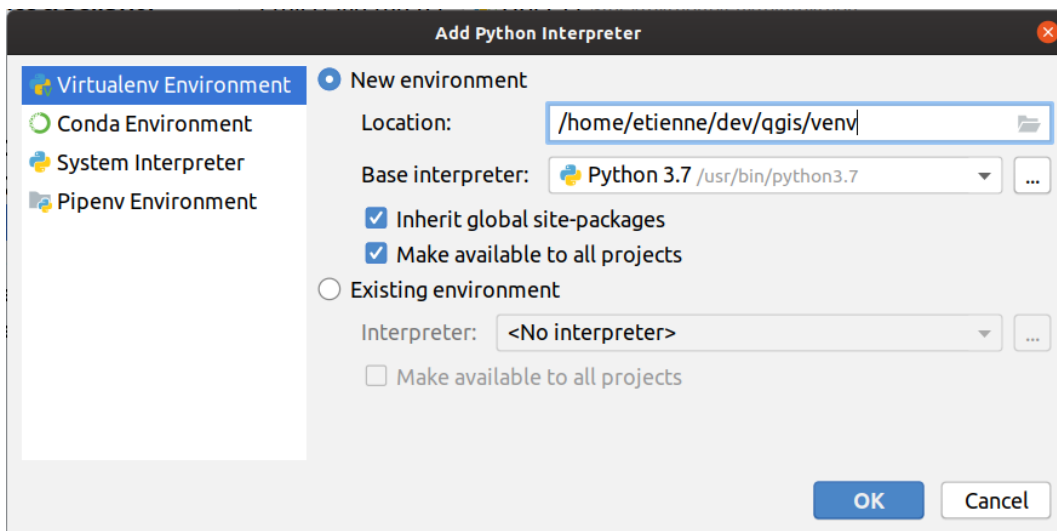 Add Python Interpreter
Virtualenv Environment
Conda Environment
System Interpreter
Pipenv Environment
New environment
Location: /home/etienne/dev/qgis/venv
Base interpreter: Python 3.7 /usr/bin/python3.7 ...
Inherit global site-packages
Make available to all projects
Existing environment
Interpreter: <No interpreter> ...
Make available to all projects
OK Cancel